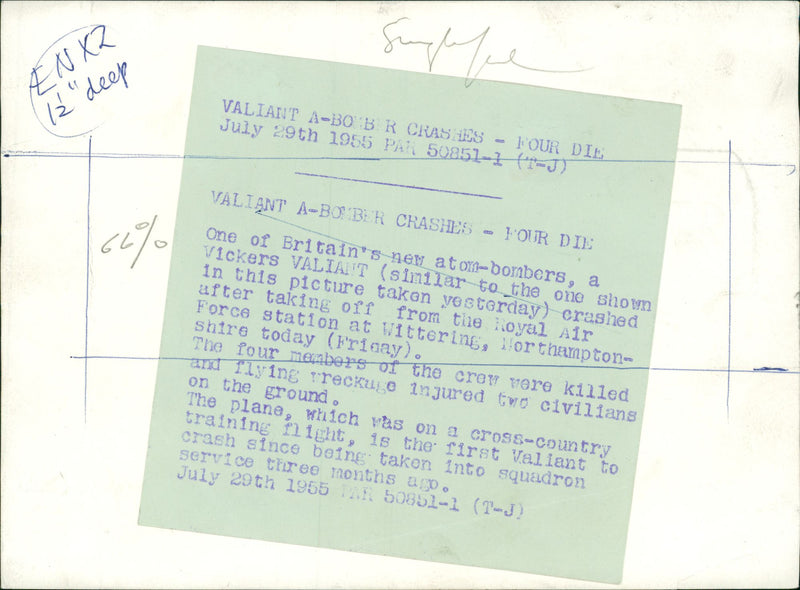 ENX2
1½" deep
66%
VALIANT A-BOMBER CRASHES - FOUR DIE
July 29th 1955 PAR 50851-1 (T-J)
VALIANT A-BOMBER CRASHES - FOUR DIE
One of Britain's new atom-bombers, a
Vickers VALIANT (similar to the one shown
in this picture taken yesterday) crashed
after taking off from the Royal Air
Force station at Wittering, Northampton-
shire today (Friday).
The four members of the crew were killed
and flying wreckage injured two civilians
on the ground.
The plane, which was on a cross-country
training flight, is the first Valiant to
crash since being taken into squadron
service three months ago.
July 29th 1955 PAR 50851-1 (T-J)